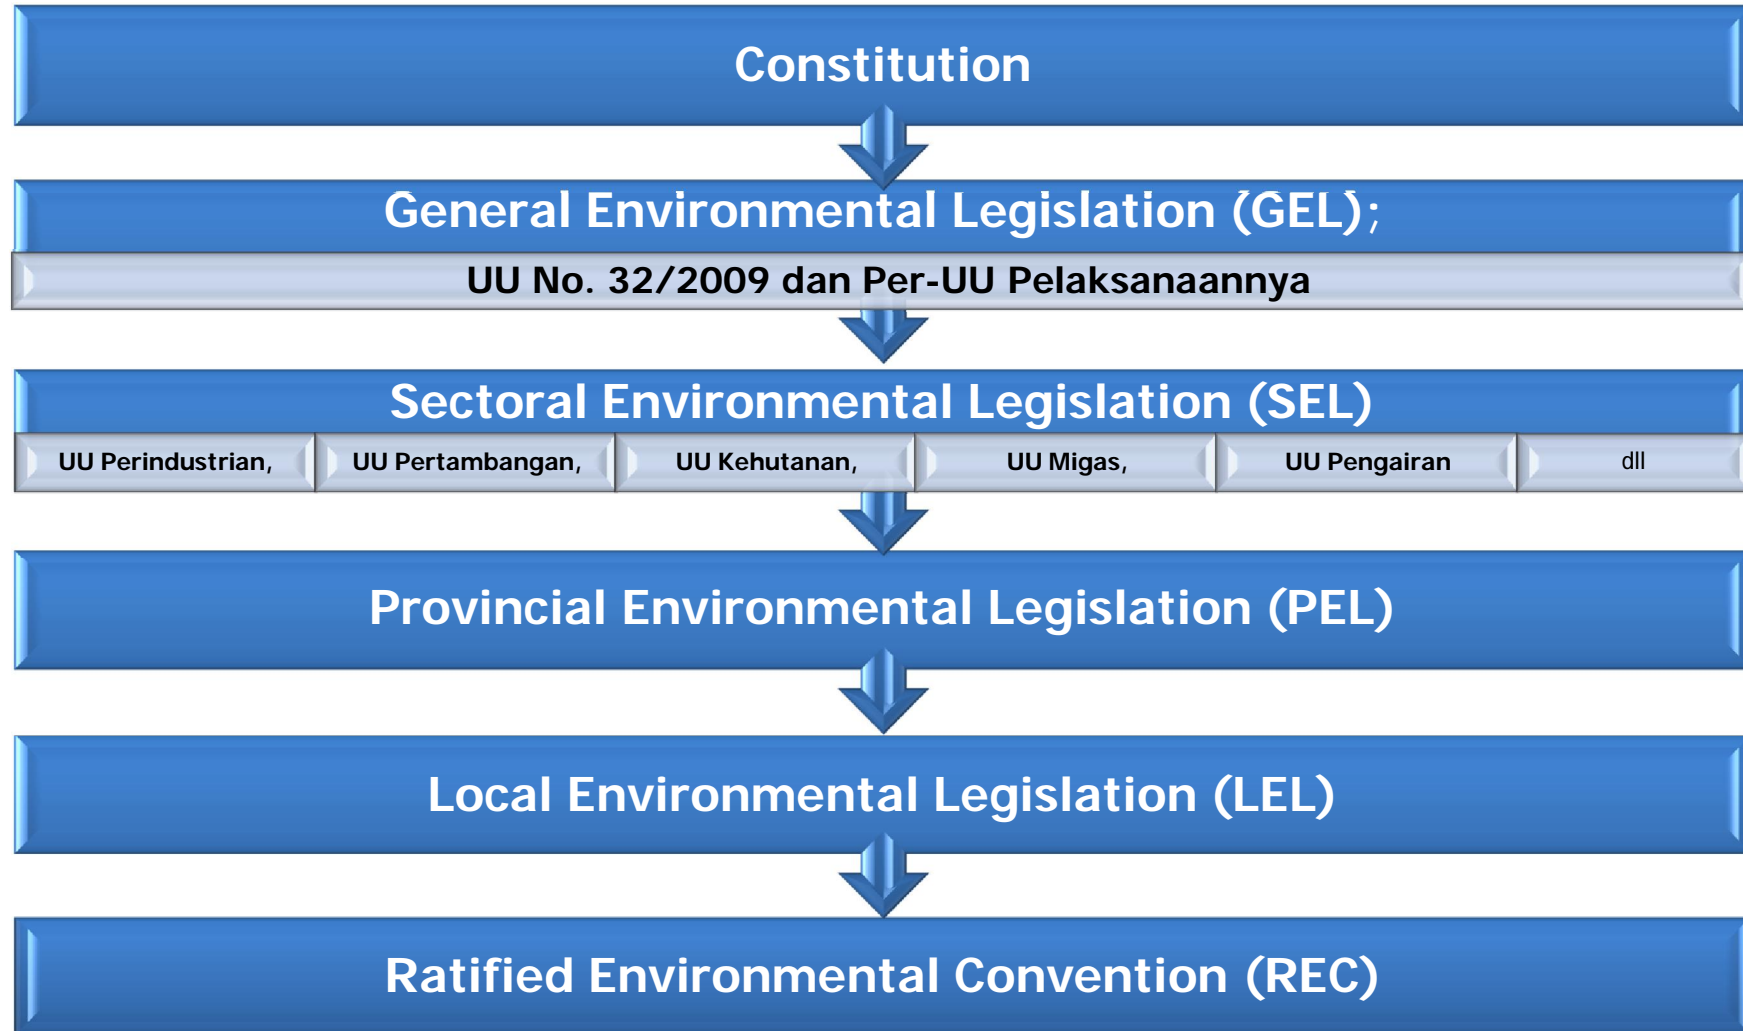 Constitution
General Environmental Legislation (GEL);
UU No. 32/2009 dan Per-UU Pelaksanaannya
Sectoral Environmental Legislation (SEL)
UU Perindustrian,
UU Pertambangan,
UU Kehutanan,
UU Migas,
UU Pengairan
dll
Provincial Environmental Legislation (PEL)
Local Environmental Legislation (LEL)
Ratified Environmental Convention (REC)